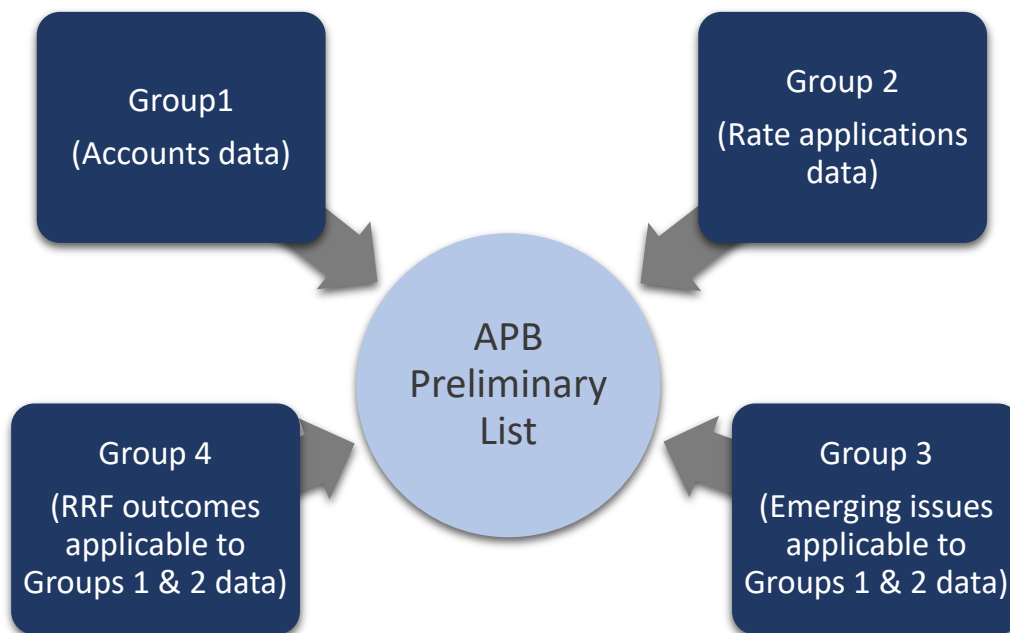 Group1
(Accounts data)
Group 2
(Rate applications
data)
APB
Preliminary
List
Group 4
(RRF outcomes
applicable to
Groups 1 & 2 data)
Group 3
(Emerging issues
applicable to
Groups 1 & 2 data)